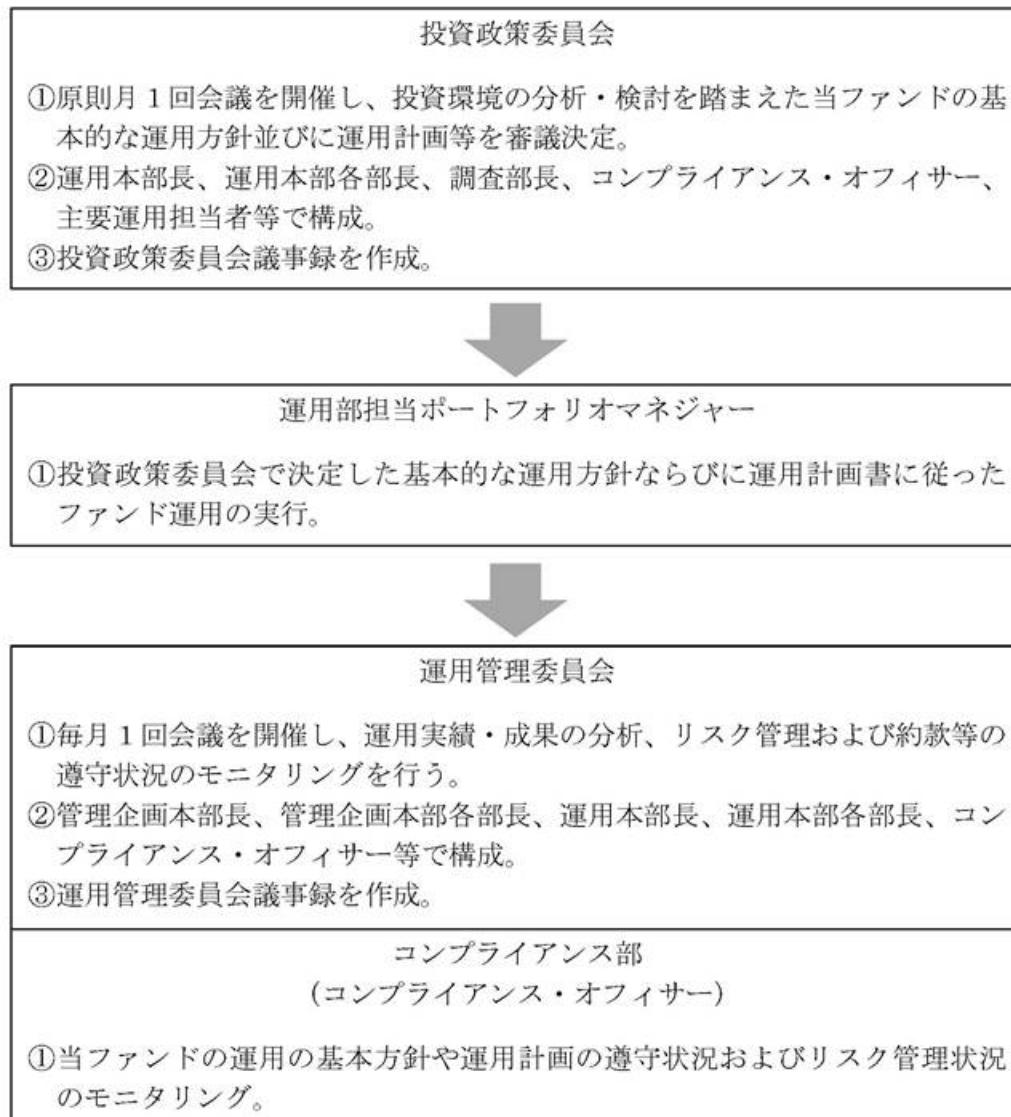 投資政策委員会
①原則月１回会議を開催し、投資環境の分析・検討を踏まえた当ファンドの基
本的な運用方針並びに運用計画等を審議決定。
②運用本部長、運用本部各部長、調査部長、コンプライアンス・オフィサー、
主要運用担当者等で構成。
③投資政策委員会議事録を作成。
運用部担当ポートフォリオマネジャー
①投資政策委員会で決定した基本的な運用方針ならびに運用計画書に従った
ファンド運用の実行。
運用管理委員会
①毎月１回会議を開催し、運用実績・成果の分析、リスク管理および約款等の
遵守状況のモニタリングを行う。
②管理企画本部長、管理企画本部各部長、運用本部長、運用本部各部長、コン
プライアンス・オフィサー等で構成。
③運用管理委員会議事録を作成。
コンプライアンス部
（コンプライアンス・オフィサー）
①当ファンドの運用の基本方針や運用計画の遵守状況およびリスク管理状況
のモニタリング。